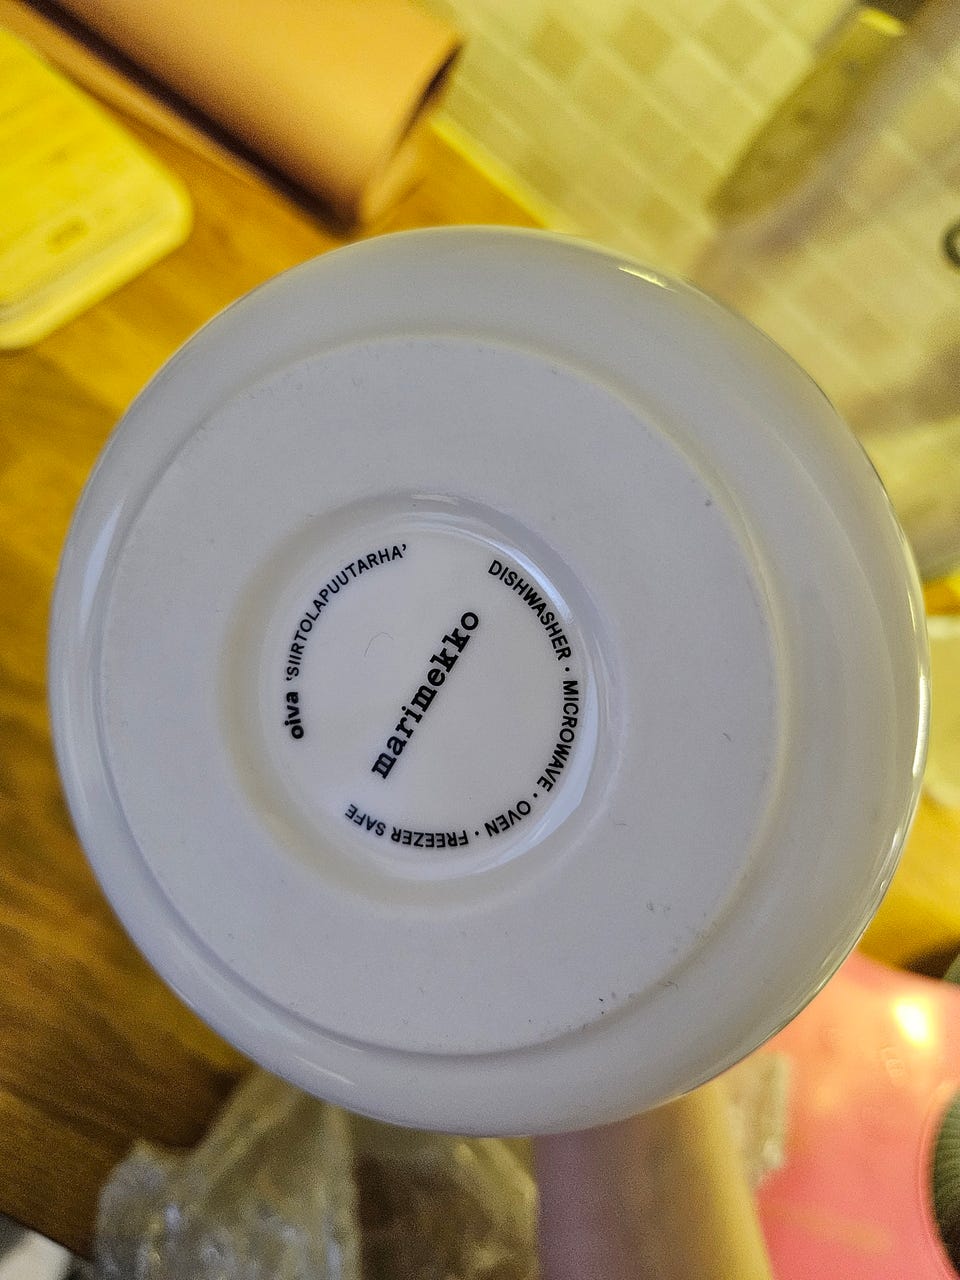 oiva 'SIIRTOLAPUUTARHA'
marimekko
DISHWASHER · MICROWAVE · OVEN · FREEZER SAFE